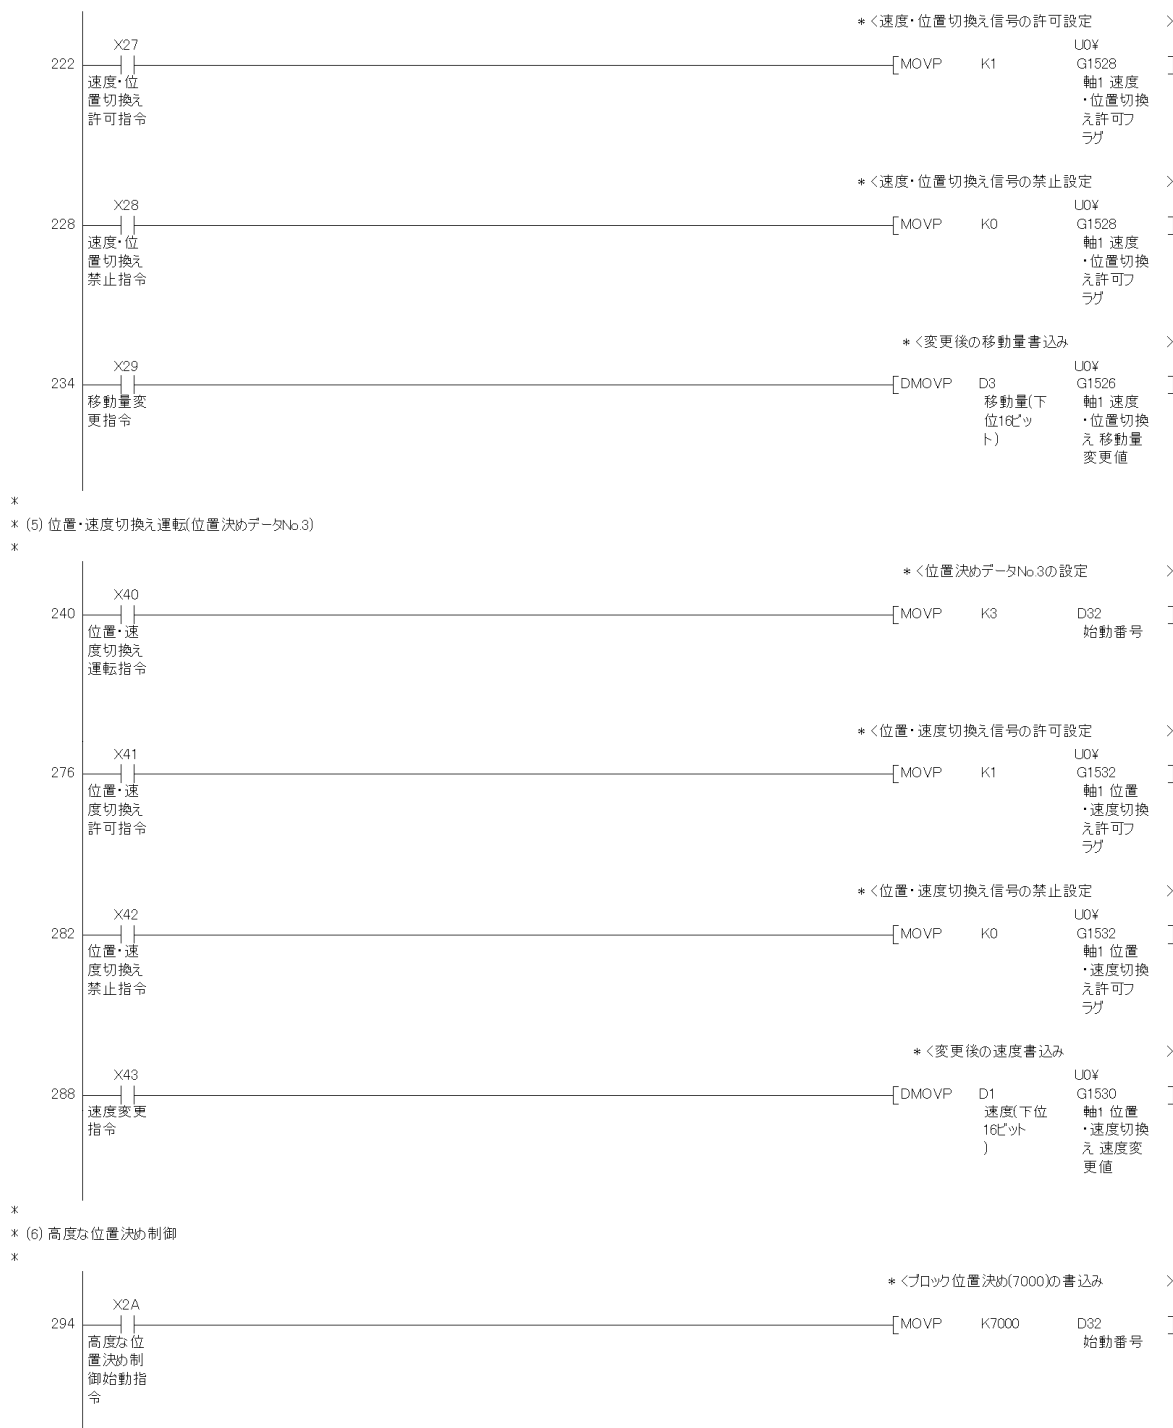 * <速度・位置切換え信号の許可設定 >
X27 U0¥
222 [MOVP K1 G1528 ]
速度・位 軸1 速度
置切換え ・位置切換
許可指令 え許可フ
ラグ
* <速度・位置切換え信号の禁止設定 >
X28 U0¥
228 [MOVP K0 G1528 ]
速度・位 軸1 速度
置切換え ・位置切換
禁止指令 え許可フ
ラグ
* <変更後の移動量書込み >
X29 U0¥
234 [DMOVP D3 G1526 ]
移動量変 移動量(下 軸1 速度
更指令 位16ビッ ・位置切換
ト) え 移動量
変更値
*
* (5) 位置・速度切換え運転(位置決めデータNo.3)
*
* <位置決めデータNo.3の設定 >
X40
240 [MOVP K3 D32 ]
位置・速 始動番号
度切換え
運転指令
* <位置・速度切換え信号の許可設定 >
X41 U0¥
276 [MOVP K1 G1532 ]
位置・速 軸1 位置
度切換え ・速度切換
許可指令 え許可フ
ラグ
* <位置・速度切換え信号の禁止設定 >
X42 U0¥
282 [MOVP K0 G1532 ]
位置・速 軸1 位置
度切換え ・速度切換
禁止指令 え許可フ
ラグ
* <変更後の速度書込み >
X43 U0¥
288 [DMOVP D1 G1530 ]
速度変更 速度(下位 軸1 位置
指令 16ビット ・速度切換
) え 速度変
更値
*
* (6) 高度な位置決め制御
*
* <ブロック位置決め(7000)の書込み >
X2A
294 [MOVP K7000 D32 ]
高度な位 始動番号
置決め制
御始動指
令